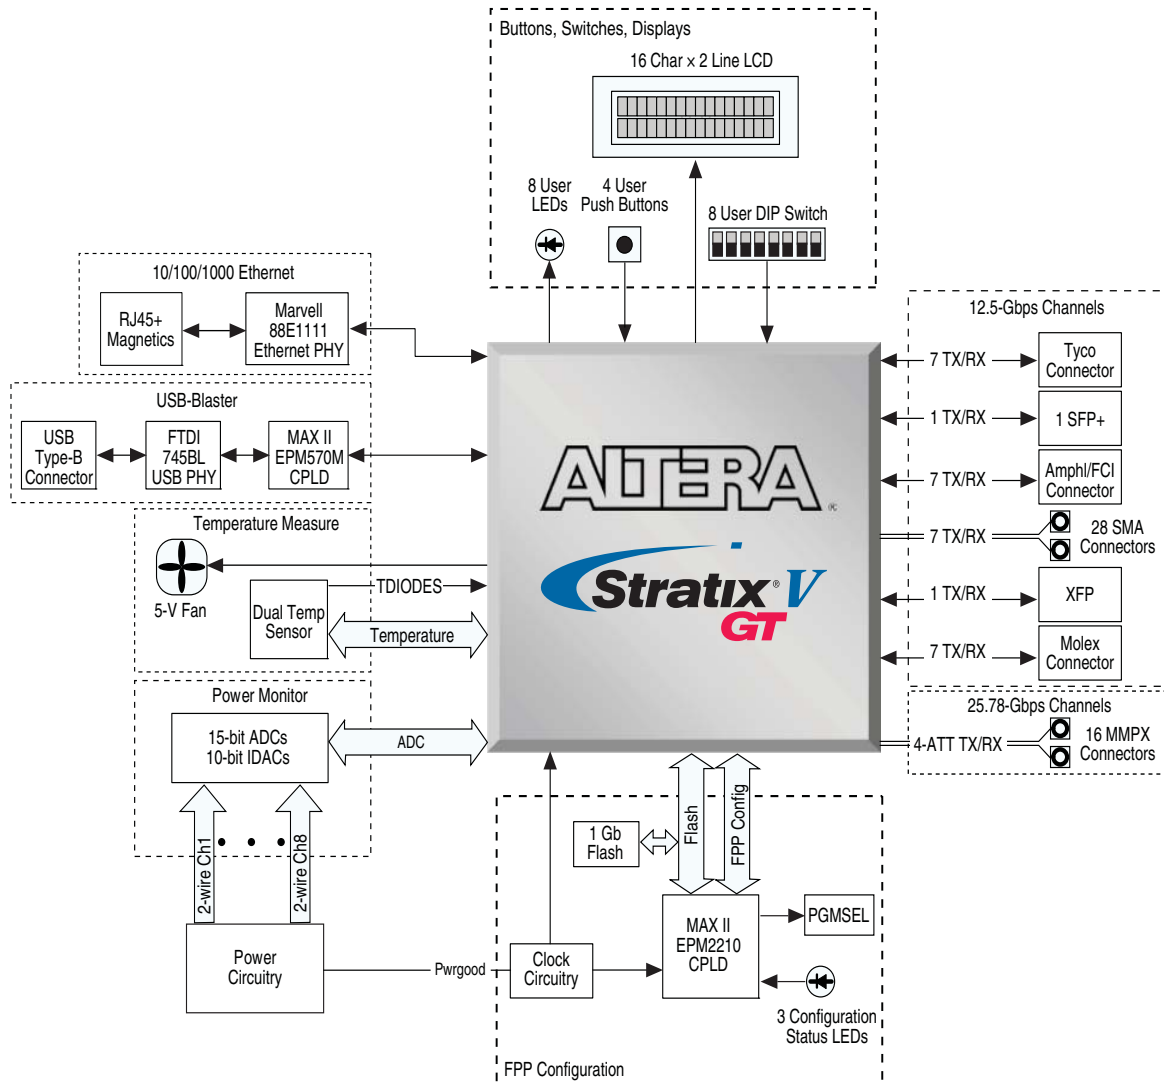 Buttons, Switches, Displays
16 Char × 2 Line LCD
8 User
LEDs
4 User
Push Buttons
8 User DIP Switch
10/100/1000 Ethernet
RJ45+
Magnetics
Marvell
88E1111
Ethernet PHY
USB-Blaster
USB
Type-B
Connector
FTDI
745BL
USB PHY
MAX II
EPM570M
CPLD
Temperature Measure
5-V Fan
TDIODES
Dual Temp
Sensor
Temperature
Power Monitor
15-bit ADCs
10-bit IDACs
ADC
2-wire Ch1
2-wire Ch8
Power
Circuitry
Pwrgood
ALTERA®
Stratix® V
GT
12.5-Gbps Channels
7 TX/RX
Tyco
Connector
1 TX/RX
1 SFP+
7 TX/RX
Amphl/FCI
Connector
7 TX/RX
28 SMA
Connectors
1 TX/RX
XFP
7 TX/RX
Molex
Connector
25.78-Gbps Channels
4-ATT TX/RX
16 MMPX
Connectors
1 Gb
Flash
Flash
FPP Config
MAX II
EPM2210
CPLD
PGMSEL
Clock
Circuitry
3 Configuration
Status LEDs
FPP Configuration